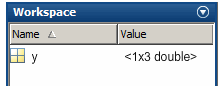 Workspace
Name Value
y <1x3 double>